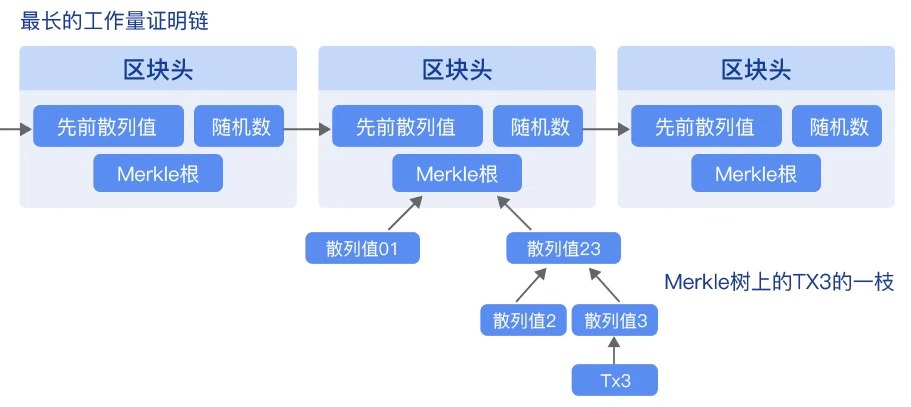 最长的工作量证明链
区块头 区块头 区块头
先前散列值 随机数 先前散列值 随机数 先前散列值 随机数
Merkle根 Merkle根 Merkle根
散列值01 散列值23
Merkle树上的TX3的一枝
散列值2 散列值3
Tx3